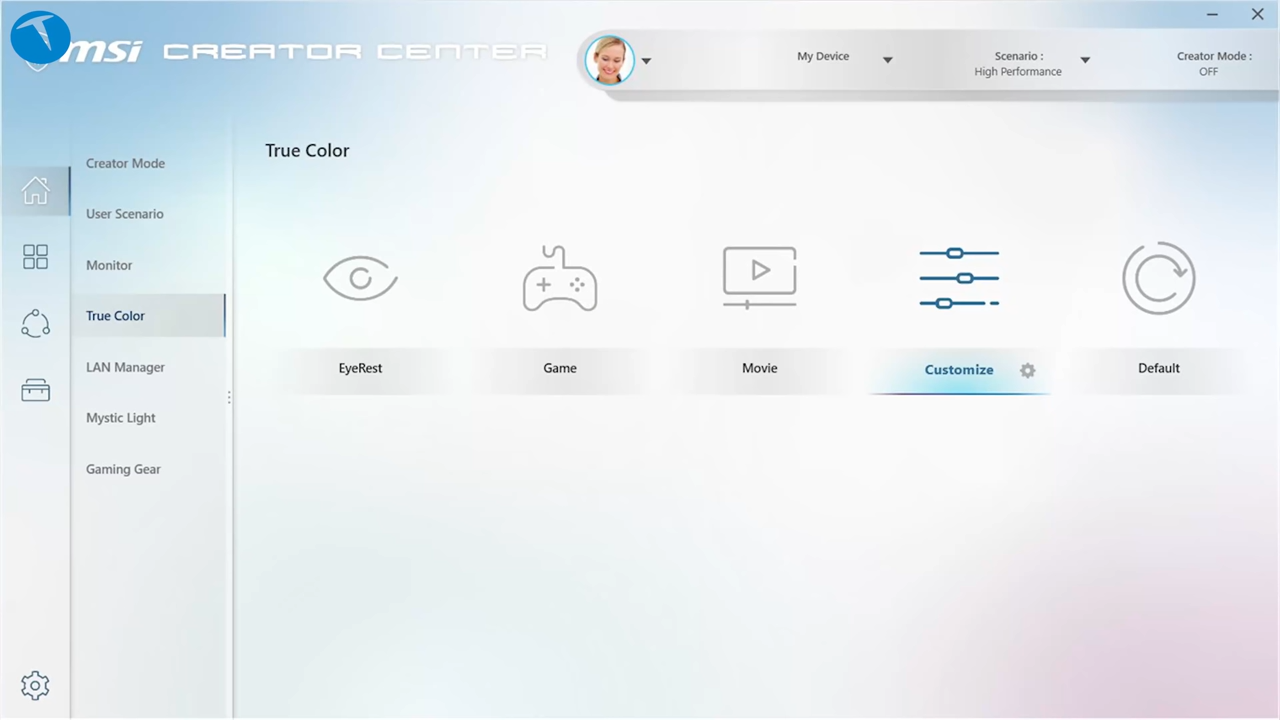 msi CREATOR CENTER
My Device
Scenario :
High Performance
Creator Mode :
OFF
Creator Mode
User Scenario
Monitor
True Color
LAN Manager
Mystic Light
Gaming Gear
True Color
EyeRest
Game
Movie
Customize
Default